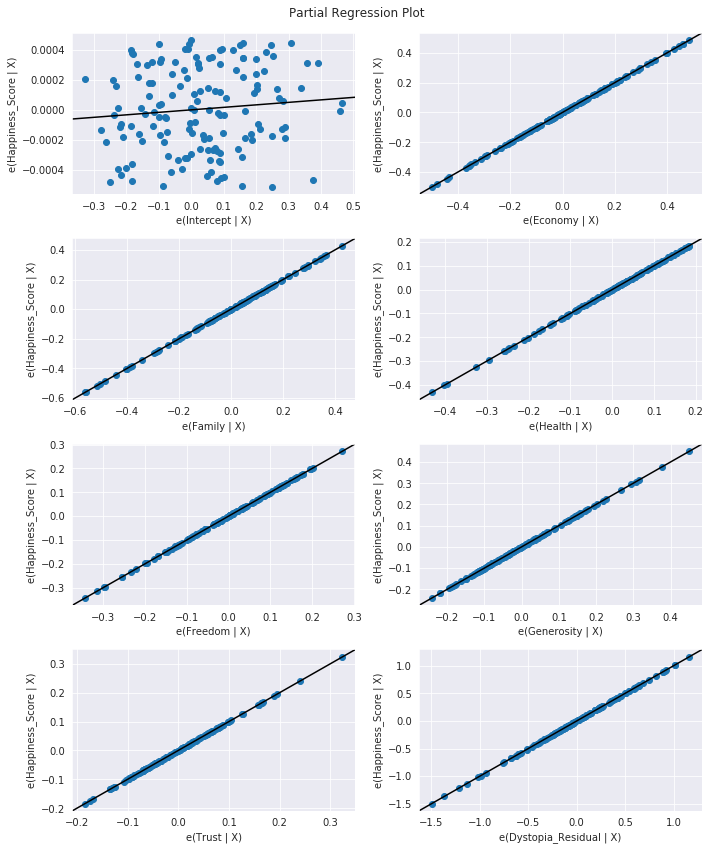 Partial Regression Plot
e(Happiness_Score | X)
0.0004
0.0002
0.0000
−0.0002
−0.0004
−0.3 −0.2 −0.1 0.0 0.1 0.2 0.3 0.4 0.5
e(Intercept | X)
e(Happiness_Score | X)
0.4
0.2
0.0
−0.2
−0.4
−0.4 −0.2 0.0 0.2 0.4
e(Economy | X)
e(Happiness_Score | X)
0.4
0.2
0.0
−0.2
−0.4
−0.6
−0.6 −0.4 −0.2 0.0 0.2 0.4
e(Family | X)
e(Happiness_Score | X)
0.2
0.1
0.0
−0.1
−0.2
−0.3
−0.4
−0.4 −0.3 −0.2 −0.1 0.0 0.1 0.2
e(Health | X)
e(Happiness_Score | X)
0.3
0.2
0.1
0.0
−0.1
−0.2
−0.3
−0.3 −0.2 −0.1 0.0 0.1 0.2 0.3
e(Freedom | X)
e(Happiness_Score | X)
0.4
0.3
0.2
0.1
0.0
−0.1
−0.2
−0.2 −0.1 0.0 0.1 0.2 0.3 0.4
e(Generosity | X)
e(Happiness_Score | X)
0.3
0.2
0.1
0.0
−0.1
−0.2
−0.2 −0.1 0.0 0.1 0.2 0.3
e(Trust | X)
e(Happiness_Score | X)
1.0
0.5
0.0
−0.5
−1.0
−1.5
−1.5 −1.0 −0.5 0.0 0.5 1.0
e(Dystopia_Residual | X)